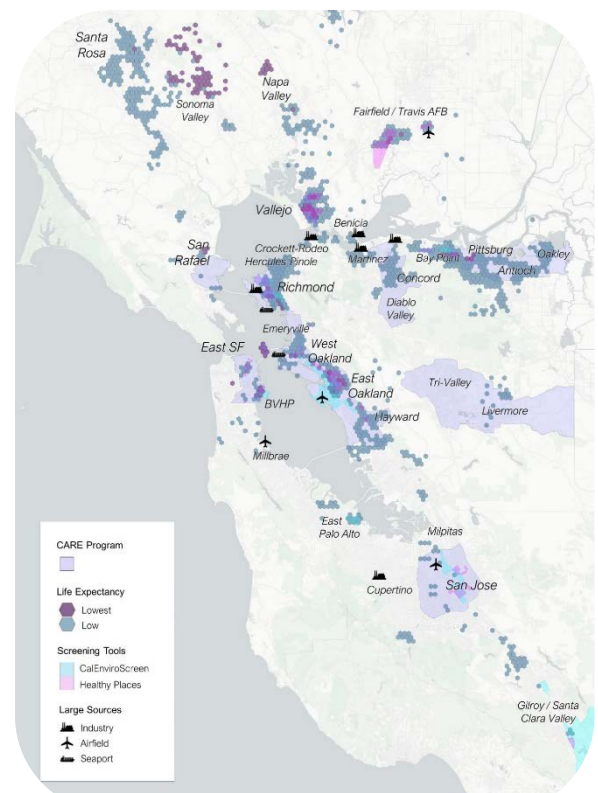 Santa
Rosa
Sonoma
Valley
Napa
Valley
Fairfield / Travis AFB
Vallejo
Benicia
San
Rafael
Crockett-Rodeo
Hercules Pinole
Martinez
Bay Point
Pittsburg
Oakley
Antioch
Concord
Richmond
Diablo
Valley
Emeryville
East SF
West
Oakland
East
Oakland
Tri-Valley
Livermore
BVHP
Hayward
Millbrae
East
Palo Alto
Milpitas
San Jose
Cupertino
Gilroy / Santa
Clara Valley
CARE Program
Life Expectancy
Lowest
Low
Screening Tools
CalEnviroScreen
Healthy Places
Large Sources
Industry
Airfield
Seaport